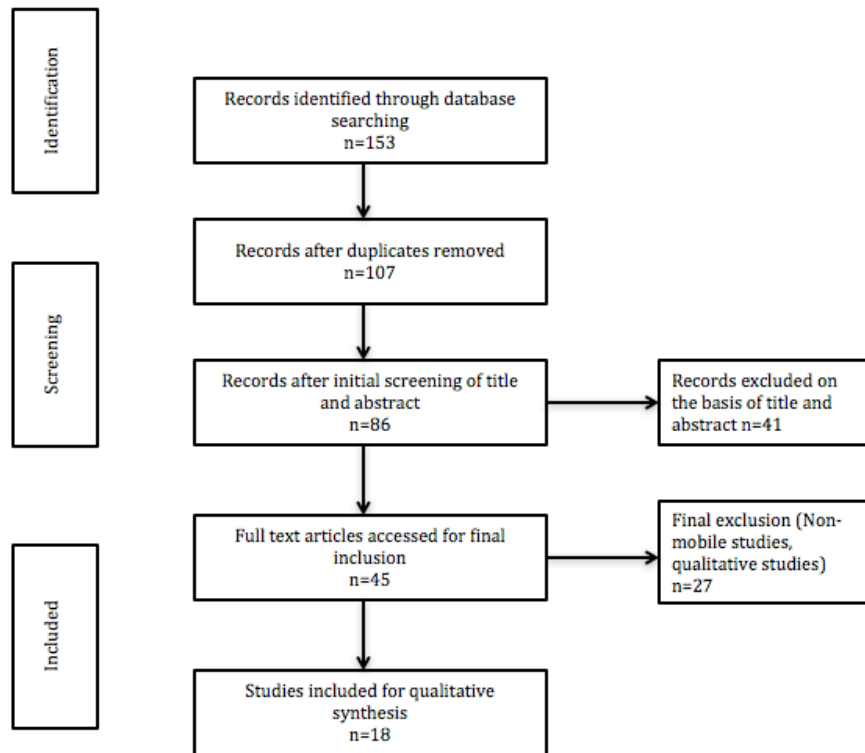 Identification
Records identified through database
searching
n=153
Records after duplicates removed
n=107
Screening
Records after initial screening of title
and abstract
n=86
Records excluded on
the basis of title and
abstract n=41
Full text articles accessed for final
inclusion
n=45
Final exclusion (Non-
mobile studies,
qualitative studies)
n=27
Included
Studies included for qualitative
synthesis
n=18